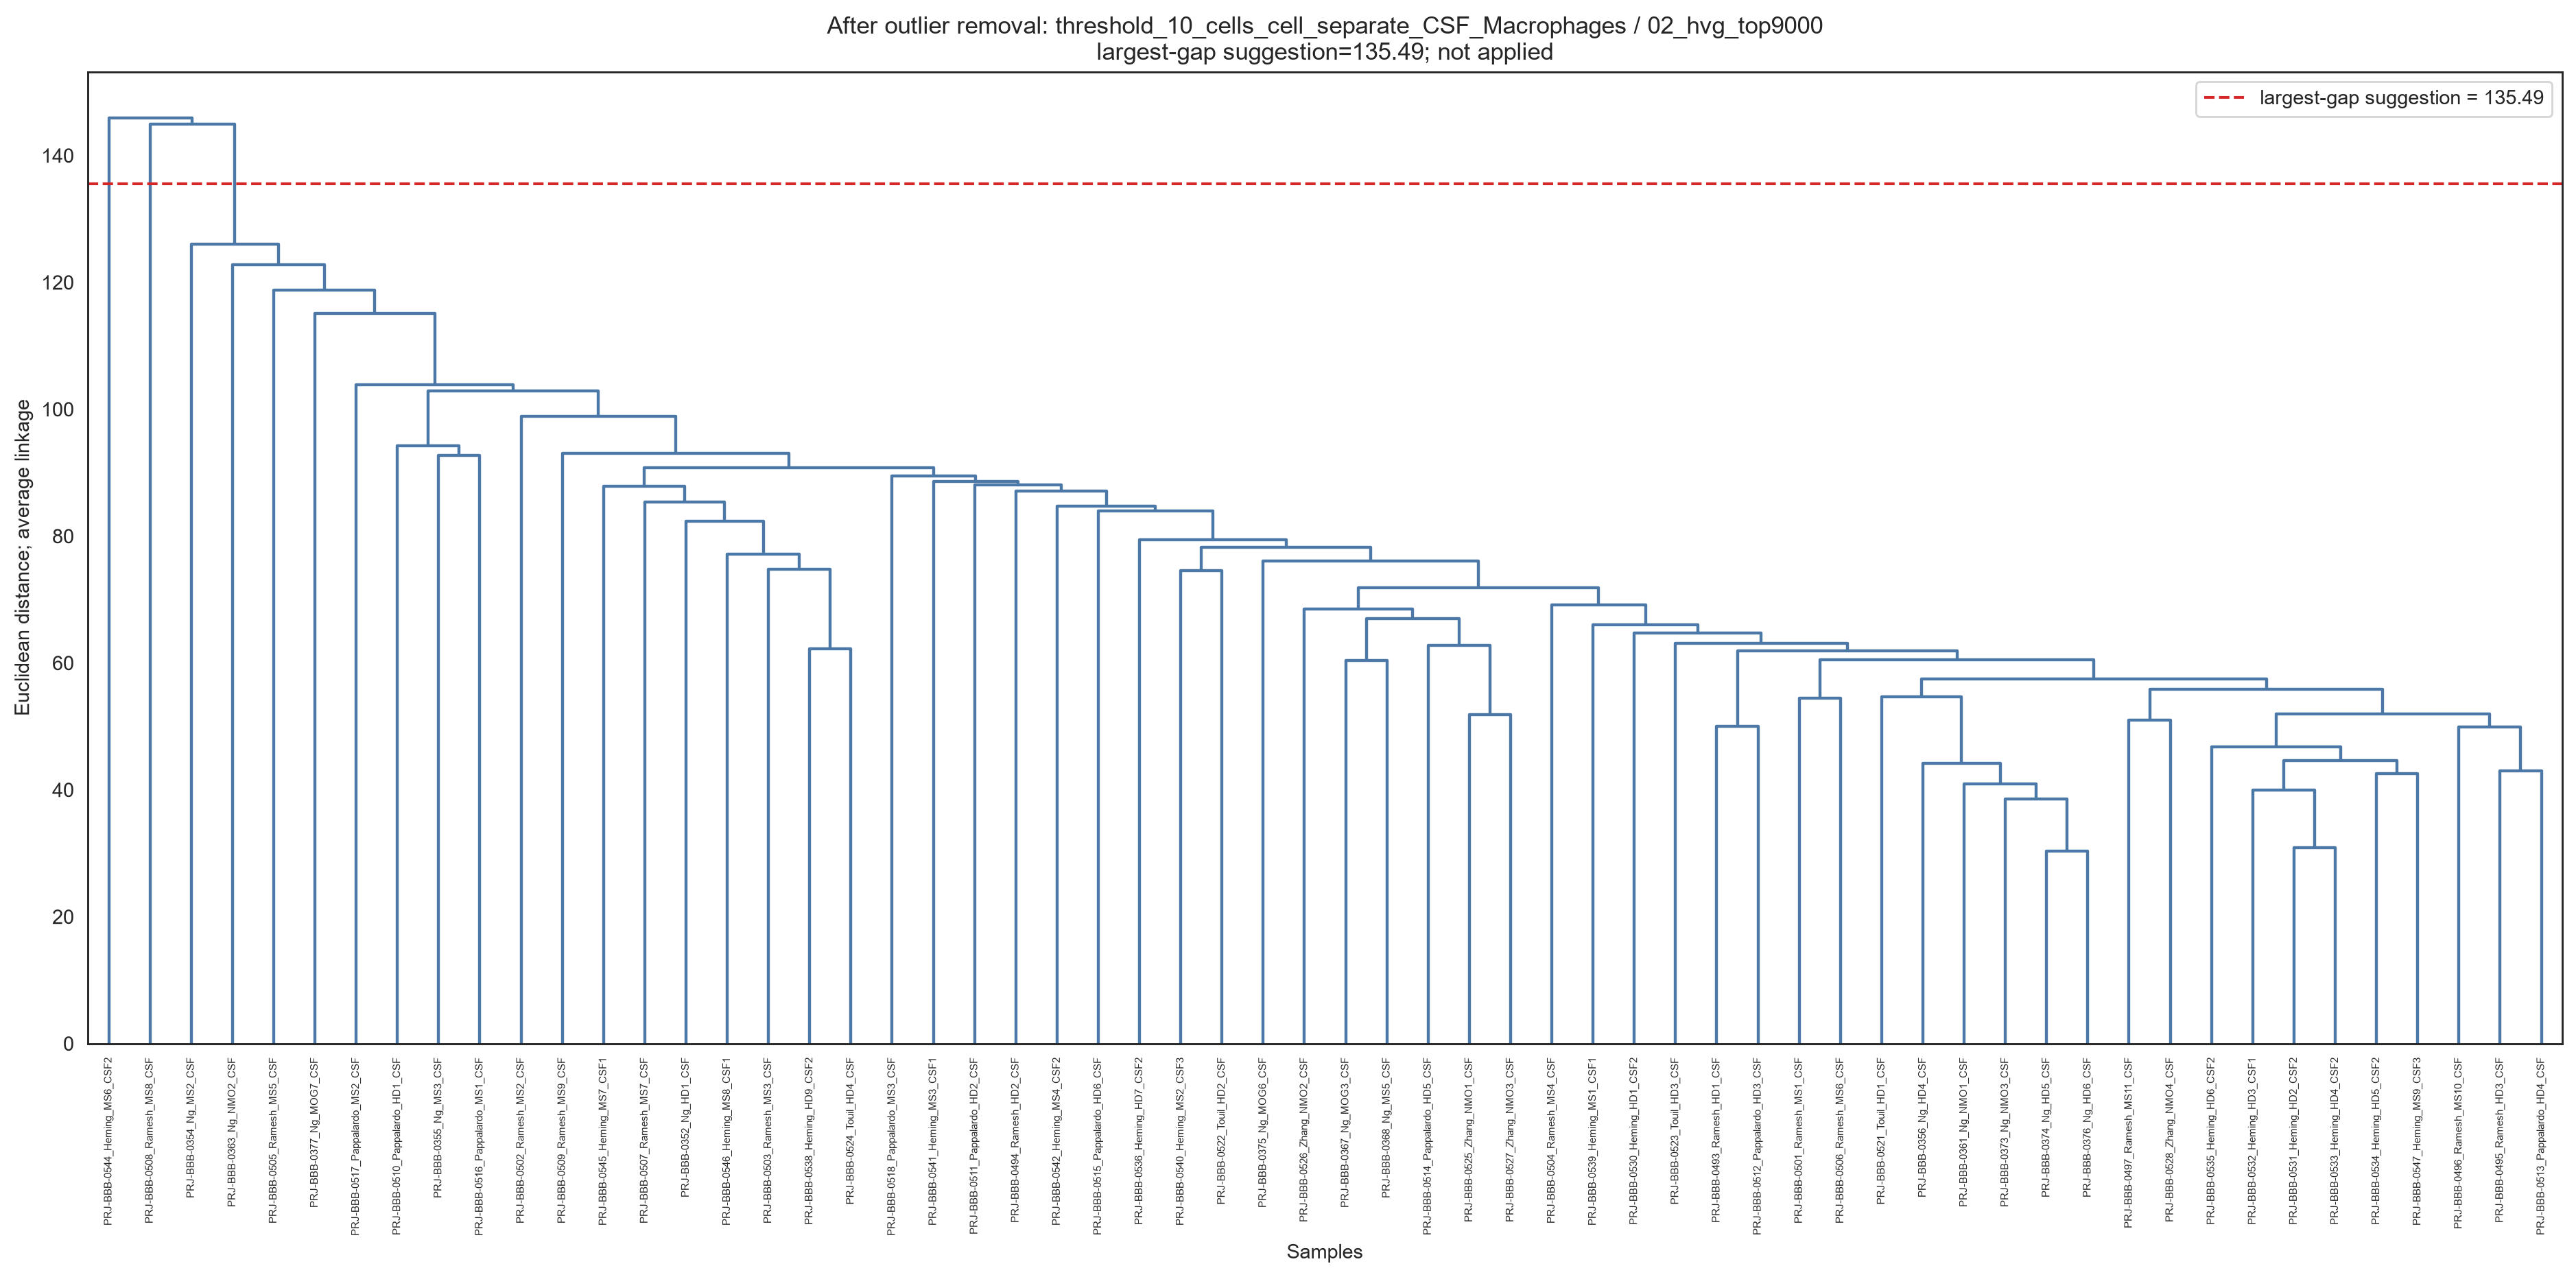 After outlier removal: threshold_10_cells_cell_separate_CSF_Macrophages / 02_hvg_top9000
largest-gap suggestion=135.49; not applied
largest-gap suggestion = 135.49
Euclidean distance; average linkage
140
120
100
80
60
40
20
0
PRJ-BBB-0544_Heming_MS6_CSF2
PRJ-BBB-0508_Ramesh_MS8_CSF
PRJ-BBB-0354_Ng_MS2_CSF
PRJ-BBB-0363_Ng_NMO2_CSF
PRJ-BBB-0505_Ramesh_MS5_CSF
PRJ-BBB-0377_Ng_MOG7_CSF
PRJ-BBB-0517_Pappalardo_MS2_CSF
PRJ-BBB-0510_Pappalardo_HD1_CSF
PRJ-BBB-0355_Ng_MS3_CSF
PRJ-BBB-0516_Pappalardo_MS1_CSF
PRJ-BBB-0502_Ramesh_MS2_CSF
PRJ-BBB-0509_Ramesh_MS9_CSF
PRJ-BBB-0545_Heming_MS7_CSF1
PRJ-BBB-0507_Ramesh_MS7_CSF
PRJ-BBB-0352_Ng_HD1_CSF
PRJ-BBB-0546_Heming_MS8_CSF1
PRJ-BBB-0503_Ramesh_MS3_CSF
PRJ-BBB-0538_Heming_HD9_CSF2
PRJ-BBB-0524_Touil_HD4_CSF
PRJ-BBB-0518_Pappalardo_MS3_CSF
PRJ-BBB-0541_Heming_MS3_CSF1
PRJ-BBB-0511_Pappalardo_HD2_CSF
PRJ-BBB-0494_Ramesh_HD2_CSF
PRJ-BBB-0542_Heming_MS4_CSF2
PRJ-BBB-0515_Pappalardo_HD6_CSF
PRJ-BBB-0536_Heming_HD7_CSF2
PRJ-BBB-0540_Heming_MS2_CSF3
PRJ-BBB-0522_Touil_HD2_CSF
PRJ-BBB-0375_Ng_MOG6_CSF
PRJ-BBB-0526_Zhang_NMO2_CSF
PRJ-BBB-0367_Ng_MOG3_CSF
PRJ-BBB-0368_Ng_MS5_CSF
PRJ-BBB-0514_Pappalardo_HD5_CSF
PRJ-BBB-0525_Zhang_NMO1_CSF
PRJ-BBB-0527_Zhang_NMO3_CSF
PRJ-BBB-0504_Ramesh_MS4_CSF
PRJ-BBB-0539_Heming_MS1_CSF1
PRJ-BBB-0530_Heming_HD1_CSF2
PRJ-BBB-0523_Touil_HD3_CSF
PRJ-BBB-0493_Ramesh_HD1_CSF
PRJ-BBB-0512_Pappalardo_HD3_CSF
PRJ-BBB-0501_Ramesh_MS1_CSF
PRJ-BBB-0506_Ramesh_MS6_CSF
PRJ-BBB-0521_Touil_HD1_CSF
PRJ-BBB-0356_Ng_HD4_CSF
PRJ-BBB-0361_Ng_NMO1_CSF
PRJ-BBB-0373_Ng_NMO3_CSF
PRJ-BBB-0374_Ng_HD5_CSF
PRJ-BBB-0376_Ng_HD6_CSF
PRJ-BBB-0497_Ramesh_MS11_CSF
PRJ-BBB-0528_Zhang_NMO4_CSF
PRJ-BBB-0535_Heming_HD6_CSF2
PRJ-BBB-0532_Heming_HD3_CSF1
PRJ-BBB-0531_Heming_HD2_CSF2
PRJ-BBB-0533_Heming_HD4_CSF2
PRJ-BBB-0534_Heming_HD5_CSF2
PRJ-BBB-0547_Heming_MS9_CSF3
PRJ-BBB-0496_Ramesh_MS10_CSF
PRJ-BBB-0495_Ramesh_HD3_CSF
PRJ-BBB-0513_Pappalardo_HD4_CSF
Samples